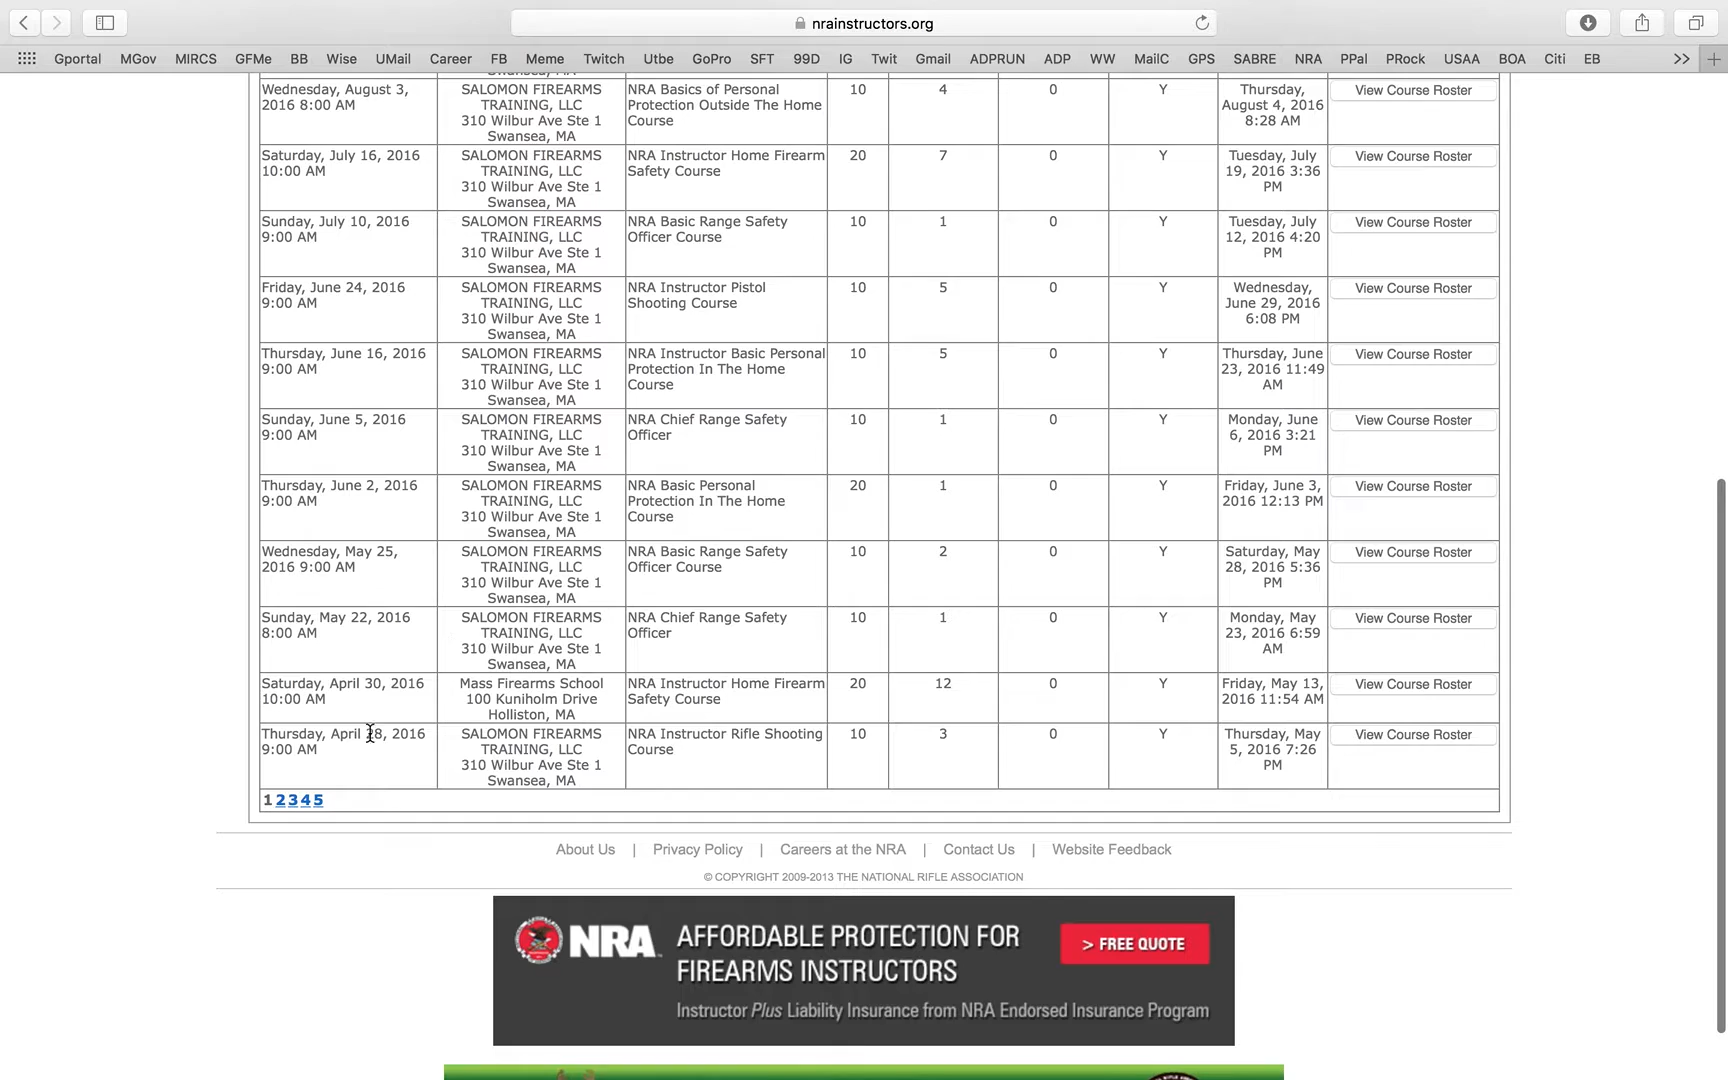 nrainstructors.org
Gportal MGov MIRCS GFMe BB Wise UMail Career FB Meme Twitch Utbe GoPro SFT 99D IG Twit Gmail ADPRUN ADP WW MailC GPS SABRE NRA PPal PRock USAA BOA Citi EB >> +
Swansea, MA
Wednesday, August 3, SALOMON FIREARMS NRA Basics of Personal 10 4 0 Y Thursday, View Course Roster
2016 8:00 AM TRAINING, LLC Protection Outside The Home August 4, 2016
310 Wilbur Ave Ste 1 Course 8:28 AM
Swansea, MA
Saturday, July 16, 2016 SALOMON FIREARMS NRA Instructor Home Firearm 20 7 0 Y Tuesday, July View Course Roster
10:00 AM TRAINING, LLC Safety Course 19, 2016 3:36
310 Wilbur Ave Ste 1 PM
Swansea, MA
Sunday, July 10, 2016 SALOMON FIREARMS NRA Basic Range Safety 10 1 0 Y Tuesday, July View Course Roster
9:00 AM TRAINING, LLC Officer Course 12, 2016 4:20
310 Wilbur Ave Ste 1 PM
Swansea, MA
Friday, June 24, 2016 SALOMON FIREARMS NRA Instructor Pistol 10 5 0 Y Wednesday, View Course Roster
9:00 AM TRAINING, LLC Shooting Course June 29, 2016
310 Wilbur Ave Ste 1 6:08 PM
Swansea, MA
Thursday, June 16, 2016 SALOMON FIREARMS NRA Instructor Basic Personal 10 5 0 Y Thursday, June View Course Roster
9:00 AM TRAINING, LLC Protection In The Home 23, 2016 11:49
310 Wilbur Ave Ste 1 Course AM
Swansea, MA
Sunday, June 5, 2016 SALOMON FIREARMS NRA Chief Range Safety 10 1 0 Y Monday, June View Course Roster
9:00 AM TRAINING, LLC Officer 6, 2016 3:21
310 Wilbur Ave Ste 1 PM
Swansea, MA
Thursday, June 2, 2016 SALOMON FIREARMS NRA Basic Personal 20 1 0 Y Friday, June 3, View Course Roster
9:00 AM TRAINING, LLC Protection In The Home 2016 12:13 PM
310 Wilbur Ave Ste 1 Course
Swansea, MA
Wednesday, May 25, SALOMON FIREARMS NRA Basic Range Safety 10 2 0 Y Saturday, May View Course Roster
2016 9:00 AM TRAINING, LLC Officer Course 28, 2016 5:36
310 Wilbur Ave Ste 1 PM
Swansea, MA
Sunday, May 22, 2016 SALOMON FIREARMS NRA Chief Range Safety 10 1 0 Y Monday, May View Course Roster
8:00 AM TRAINING, LLC Officer 23, 2016 6:59
310 Wilbur Ave Ste 1 AM
Swansea, MA
Saturday, April 30, 2016 Mass Firearms School NRA Instructor Home Firearm 20 12 0 Y Friday, May 13, View Course Roster
10:00 AM 100 Kuniholm Drive Safety Course 2016 11:54 AM
Holliston, MA
Thursday, April 28, 2016 SALOMON FIREARMS NRA Instructor Rifle Shooting 10 3 0 Y Thursday, May View Course Roster
9:00 AM TRAINING, LLC Course 5, 2016 7:26
310 Wilbur Ave Ste 1 PM
Swansea, MA
1 2 3 4 5
About Us | Privacy Policy | Careers at the NRA | Contact Us | Website Feedback
© COPYRIGHT 2009-2013 THE NATIONAL RIFLE ASSOCIATION
NRA AFFORDABLE PROTECTION FOR > FREE QUOTE
FIREARMS INSTRUCTORS
Instructor Plus Liability Insurance from NRA Endorsed Insurance Program